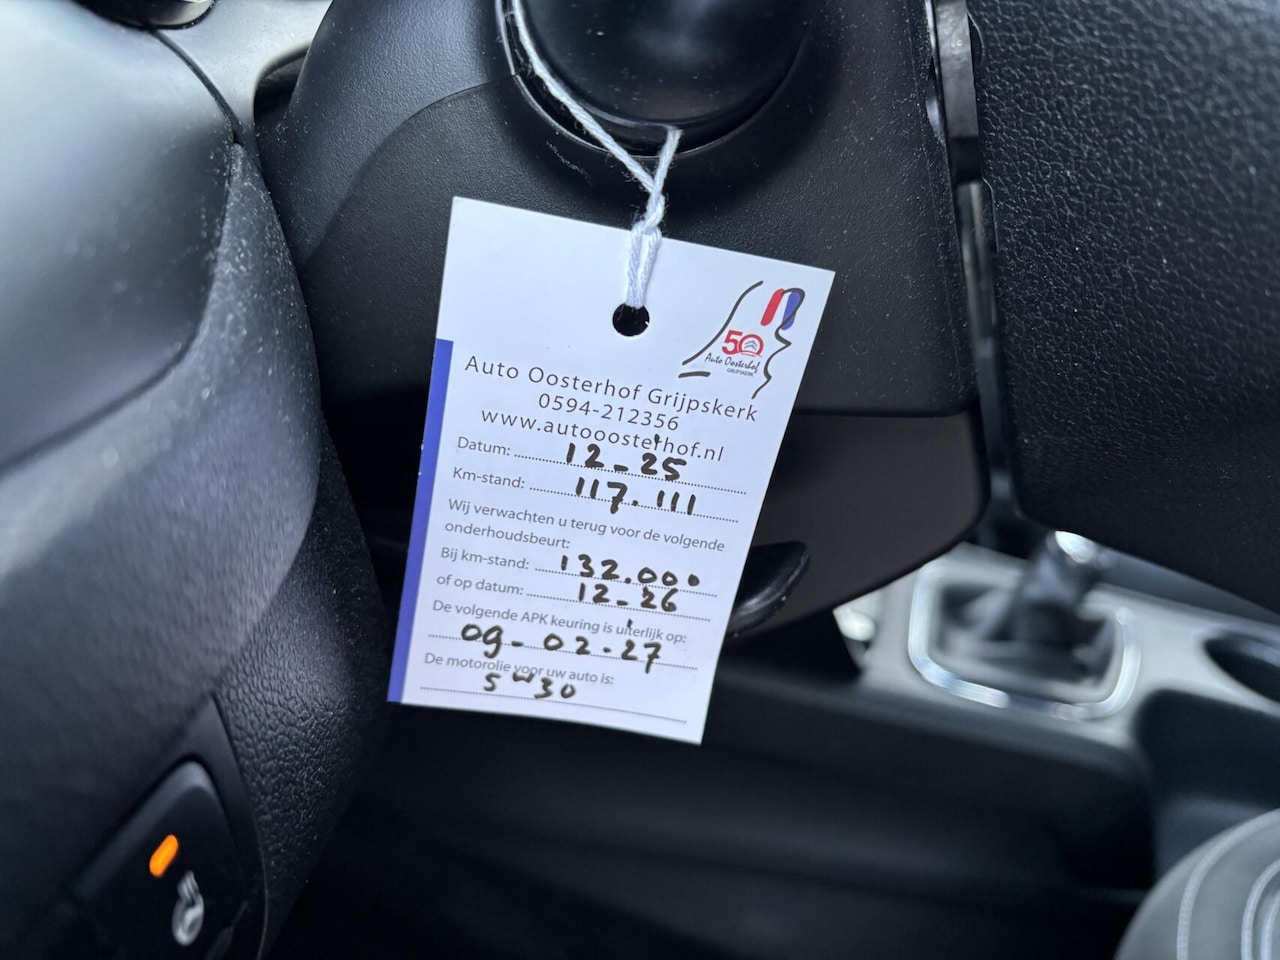 50
Auto Oosterhof
GRIJPSKERK
Auto Oosterhof Grijpskerk
0594-212356
www.autooosterhof.nl
Datum: 12-25
Km-stand: 117.111
Wij verwachten u terug voor de volgende
onderhoudsbeurt:
Bij km-stand: 132.000
of op datum: 12-26
De volgende APK keuring is uiterlijk op:
09-02-27
De motorolie voor uw auto is:
5w30